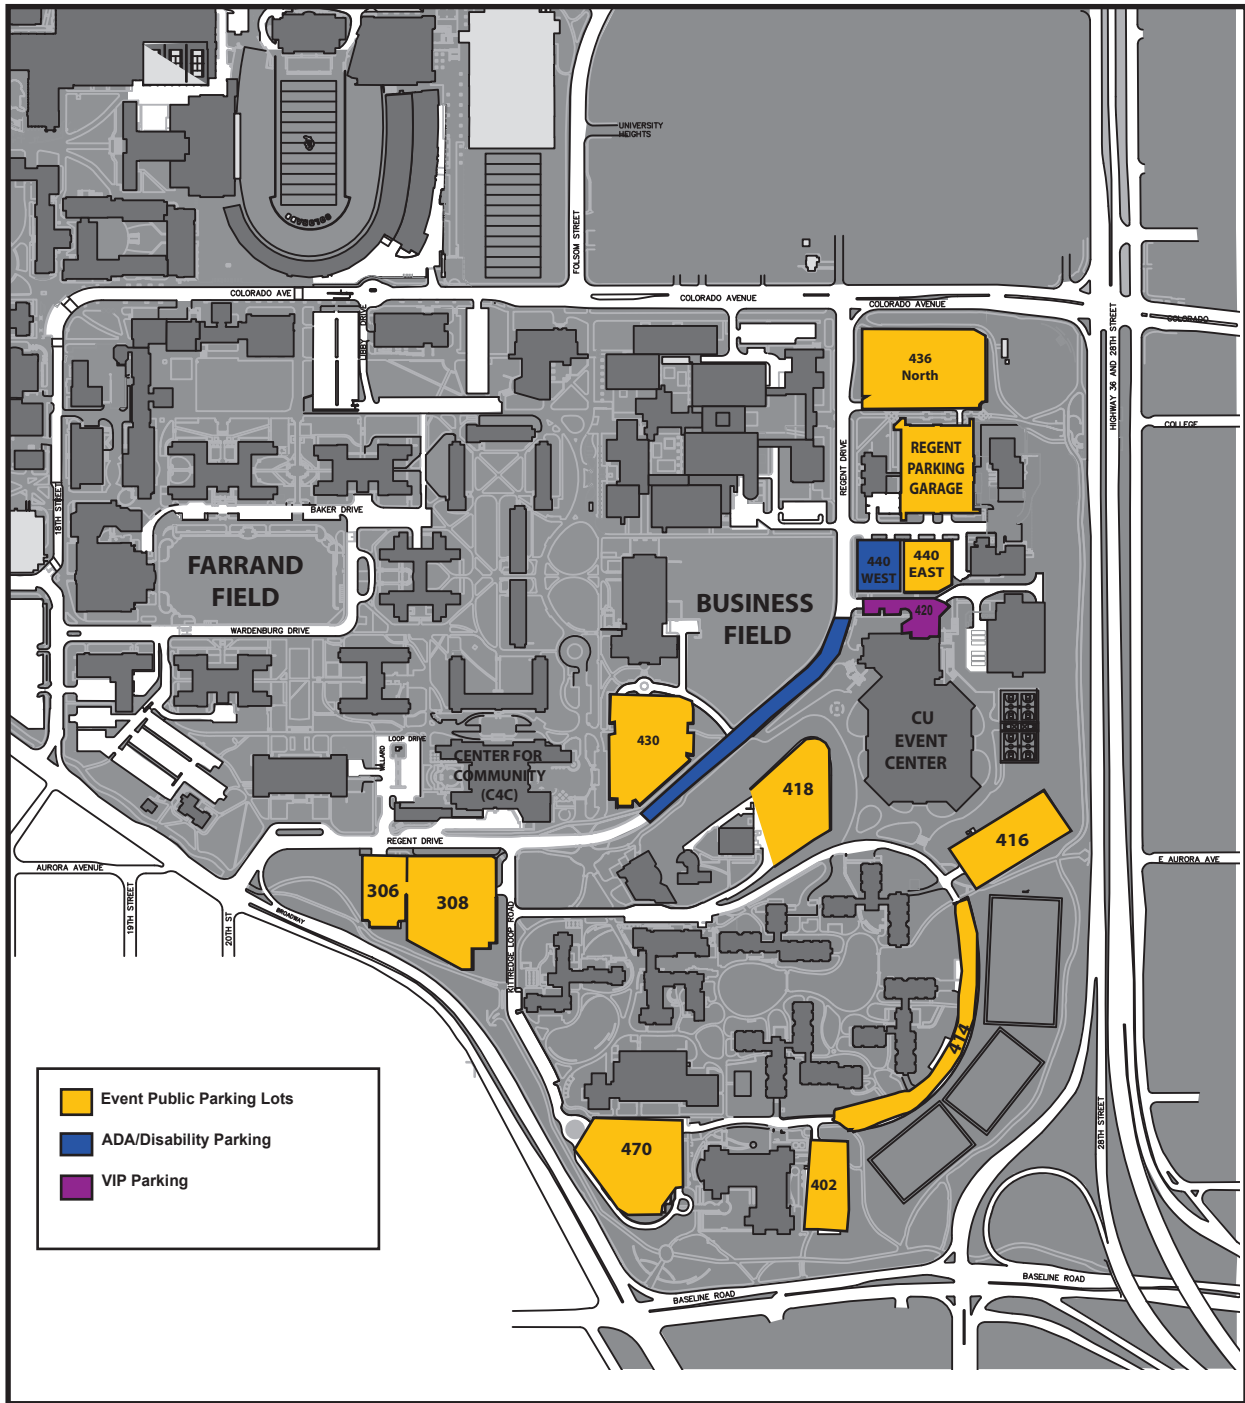 UNIVERSITY
HEIGHTS
COLORADO
FOLSOM STREET
COLORADO AVE
COLORADO AVENUE
COLORADO AVENUE
COLORADO
LIBBY DRIVE
HIGHWAY 36 AND 28TH STREET
436
North
COLLEGE
REGENT
PARKING
GARAGE
REGENT DRIVE
18TH STREET
BAKER DRIVE
FARRAND
FIELD
440
WEST
440
EAST
BUSINESS
FIELD
420
WARDENBURG DRIVE
CU
EVENT
CENTER
430
WILLARD
LOOP DRIVE
CENTER FOR
COMMUNITY
(C4C)
418
REGENT DRIVE
416
AURORA AVENUE
E AURORA AVE
19TH STREET
20TH ST
BROADWAY
306
308
KITTREDGE LOOP ROAD
414
Event Public Parking Lots
ADA/Disability Parking
VIP Parking
28TH STREET
470
402
BASELINE ROAD
BASELINE ROAD